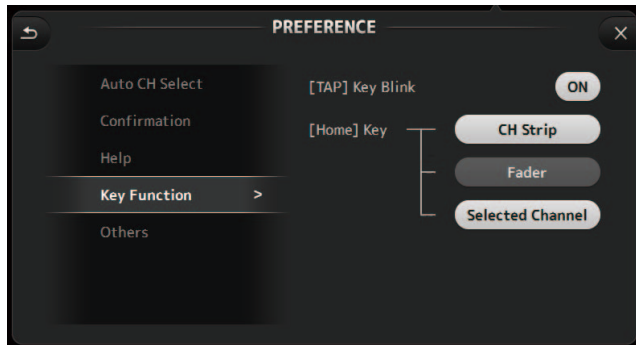 PREFERENCE
Auto CH Select
Confirmation
Help
Key Function >
Others
[TAP] Key Blink ON
[Home] Key CH Strip
Fader
Selected Channel